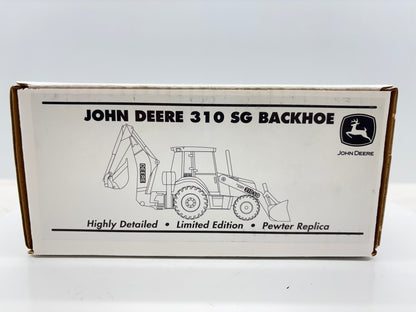 JOHN DEERE 310 SG BACKHOE
JOHN DEERE
Highly Detailed • Limited Edition • Pewter Replica